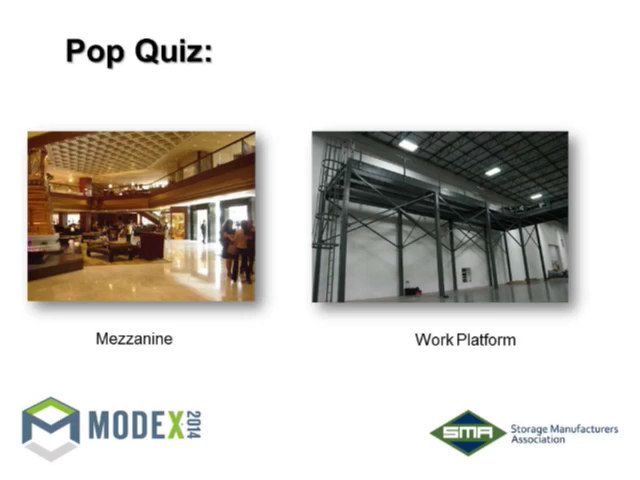 Pop Quiz:
Mezzanine
Work Platform
MODEX 2014
SMA
Storage Manufacturers
Association